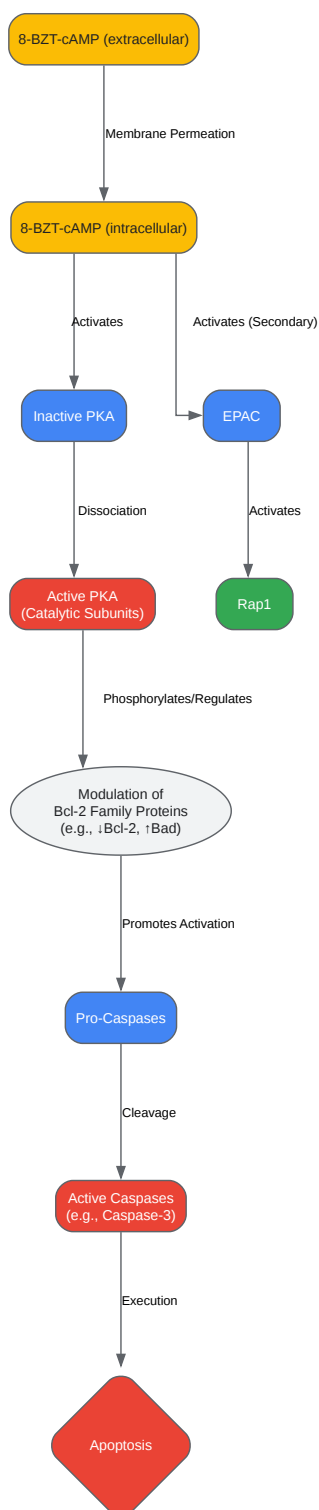 8-BZT-cAMP (extracellular)
Membrane Permeation
8-BZT-cAMP (intracellular)
Activates
Activates (Secondary)
Inactive PKA
EPAC
Dissociation
Activates
Active PKA
(Catalytic Subunits)
Rap1
Phosphorylates/Regulates
Modulation of
Bcl-2 Family Proteins
(e.g., ↓Bcl-2, ↑Bad)
Promotes Activation
Pro-Caspases
Cleavage
Active Caspases
(e.g., Caspase-3)
Execution
Apoptosis